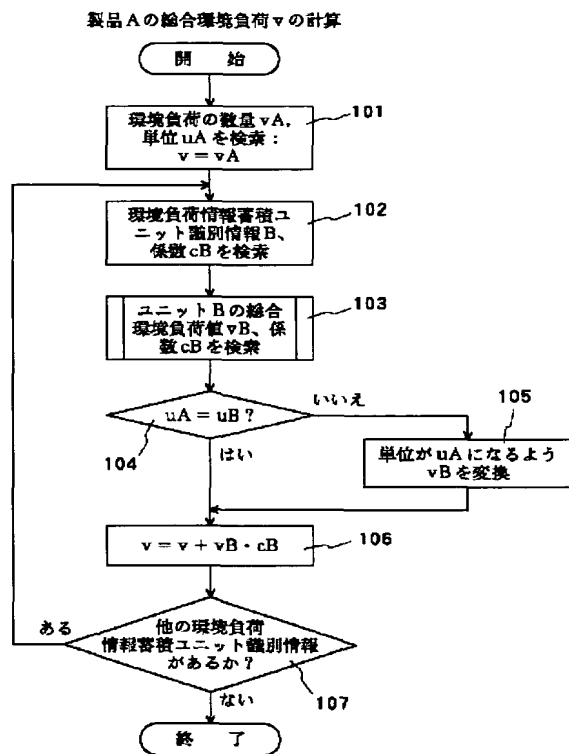 製品Aの総合環境負荷vの計算
開 始
環境負荷の数量vA,
単位uAを検索:
v=vA
101
環境負荷情報蓄積ユ
ニット識別情報B、
係数cBを検索
102
ユニットBの総合
環境負荷値vB、係
数cBを検索
103
uA=uB?
104
いいえ
はい
105
単位がuAになるよう
vBを変換
v=v+vB・cB
106
ある
他の環境負荷
情報蓄積ユニット識別情報
があるか?
107
ない
終 了